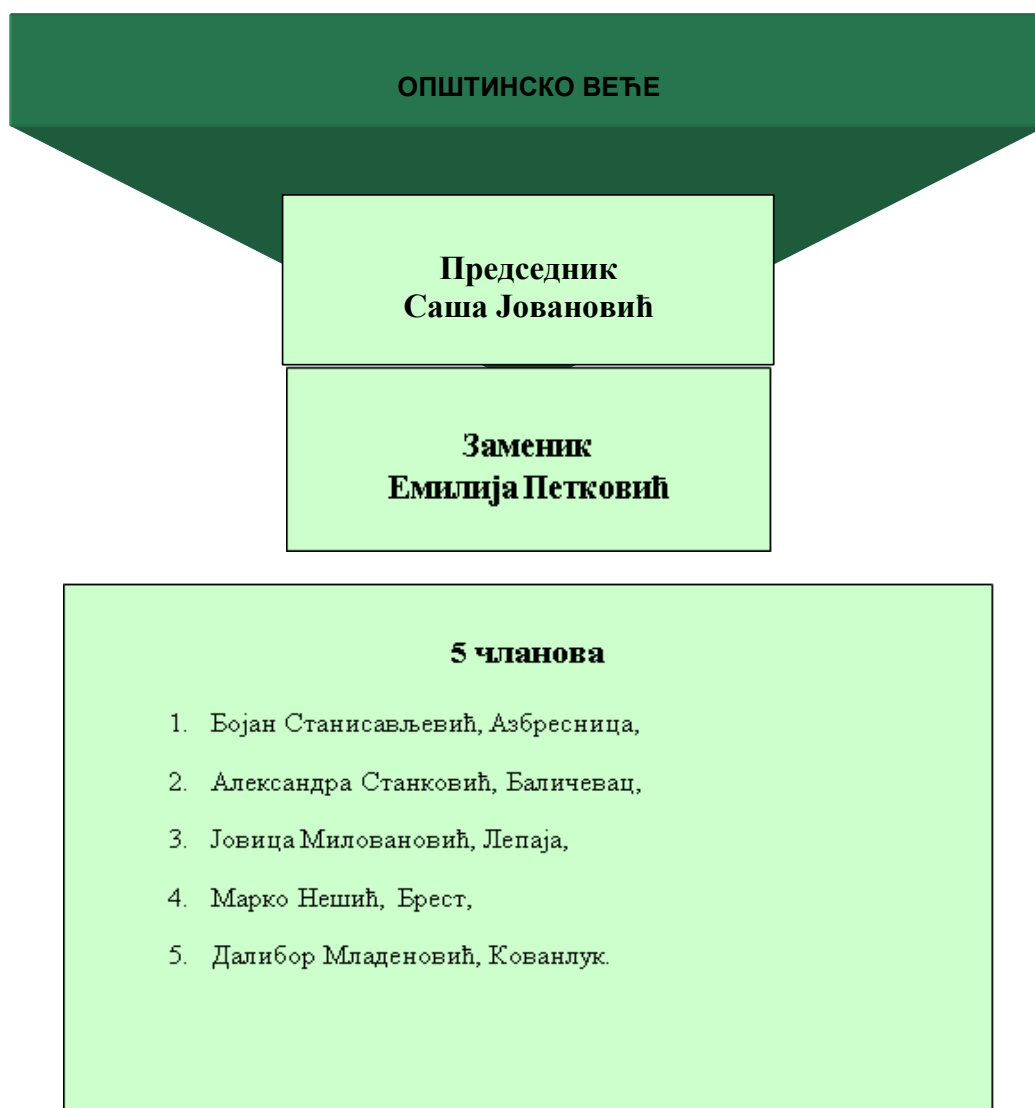 ОПШТИНСКО ВЕЋЕ
Председник
Саша Јовановић
Заменик
Емилија Петковић
5 чланова
1. Бојан Станисављевић, Азбресница,
2. Александра Станковић, Баличевац,
3. Јовица Миловановић, Лепаја,
4. Марко Нешић, Брест,
5. Далибор Младеновић, Кованлук.